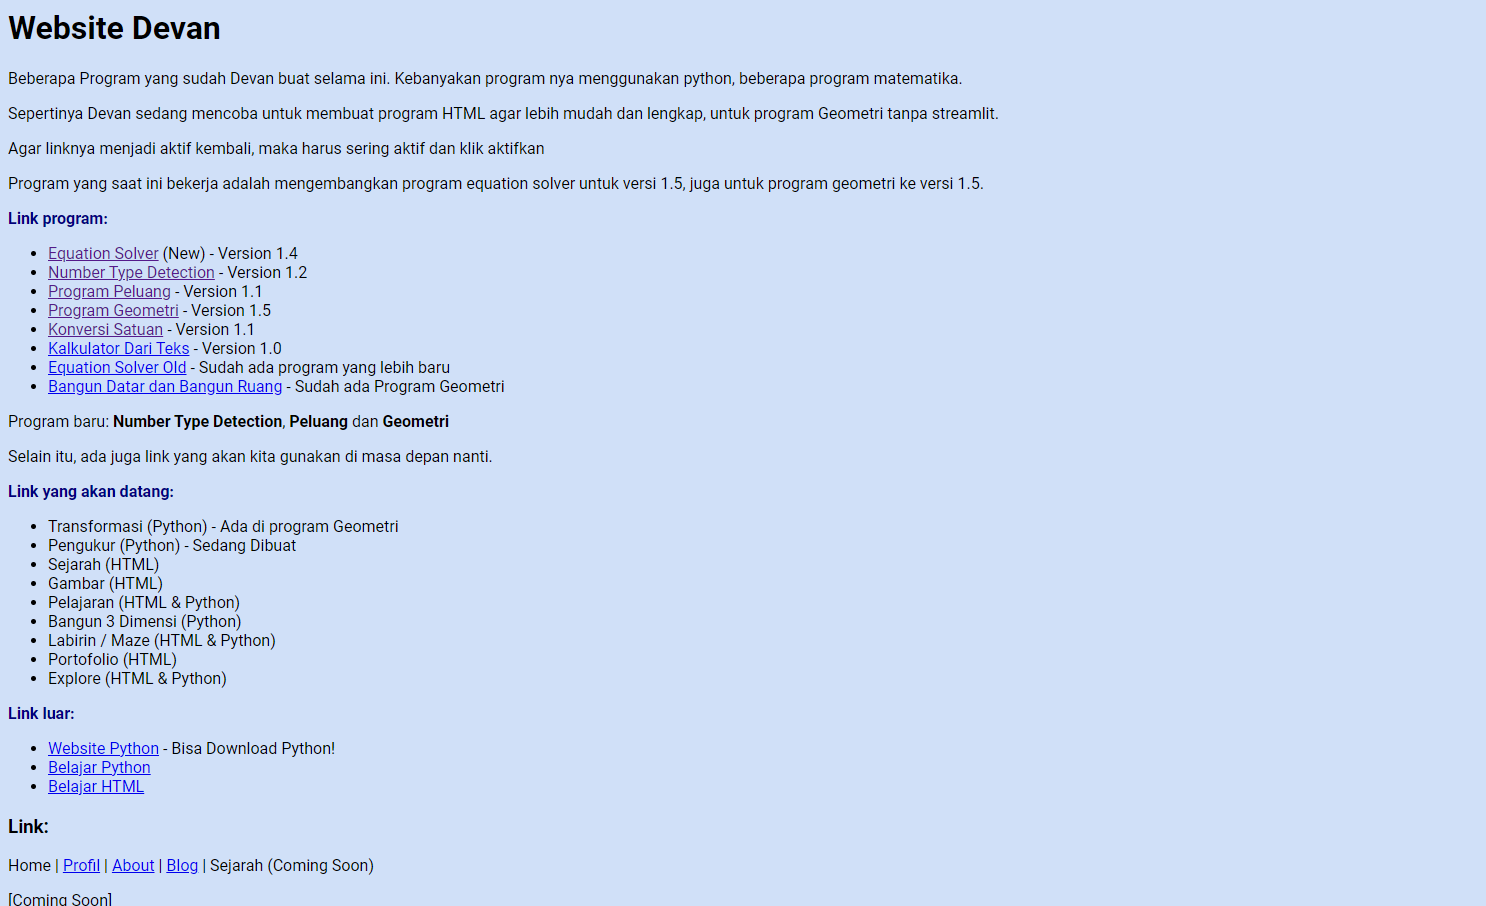 Website Devan
Beberapa Program yang sudah Devan buat selama ini. Kebanyakan program nya menggunakan python, beberapa program matematika.
Sepertinya Devan sedang mencoba untuk membuat program HTML agar lebih mudah dan lengkap, untuk program Geometri tanpa streamlit.
Agar linknya menjadi aktif kembali, maka harus sering aktif dan klik aktifkan
Program yang saat ini bekerja adalah mengembangkan program equation solver untuk versi 1.5, juga untuk program geometri ke versi 1.5.
Link program:
• Equation Solver (New) - Version 1.4
• Number Type Detection - Version 1.2
• Program Peluang - Version 1.1
• Program Geometri - Version 1.5
• Konversi Satuan - Version 1.1
• Kalkulator Dari Teks - Version 1.0
• Equation Solver Old - Sudah ada program yang lebih baru
• Bangun Datar dan Bangun Ruang - Sudah ada Program Geometri
Program baru: Number Type Detection, Peluang dan Geometri
Selain itu, ada juga link yang akan kita gunakan di masa depan nanti.
Link yang akan datang:
• Transformasi (Python) - Ada di program Geometri
• Pengukur (Python) - Sedang Dibuat
• Sejarah (HTML)
• Gambar (HTML)
• Pelajaran (HTML & Python)
• Bangun 3 Dimensi (Python)
• Labirin / Maze (HTML & Python)
• Portofolio (HTML)
• Explore (HTML & Python)
Link luar:
• Website Python - Bisa Download Python!
• Belajar Python
• Belajar HTML
Link:
Home | Profil | About | Blog | Sejarah (Coming Soon)
[Coming Soon]